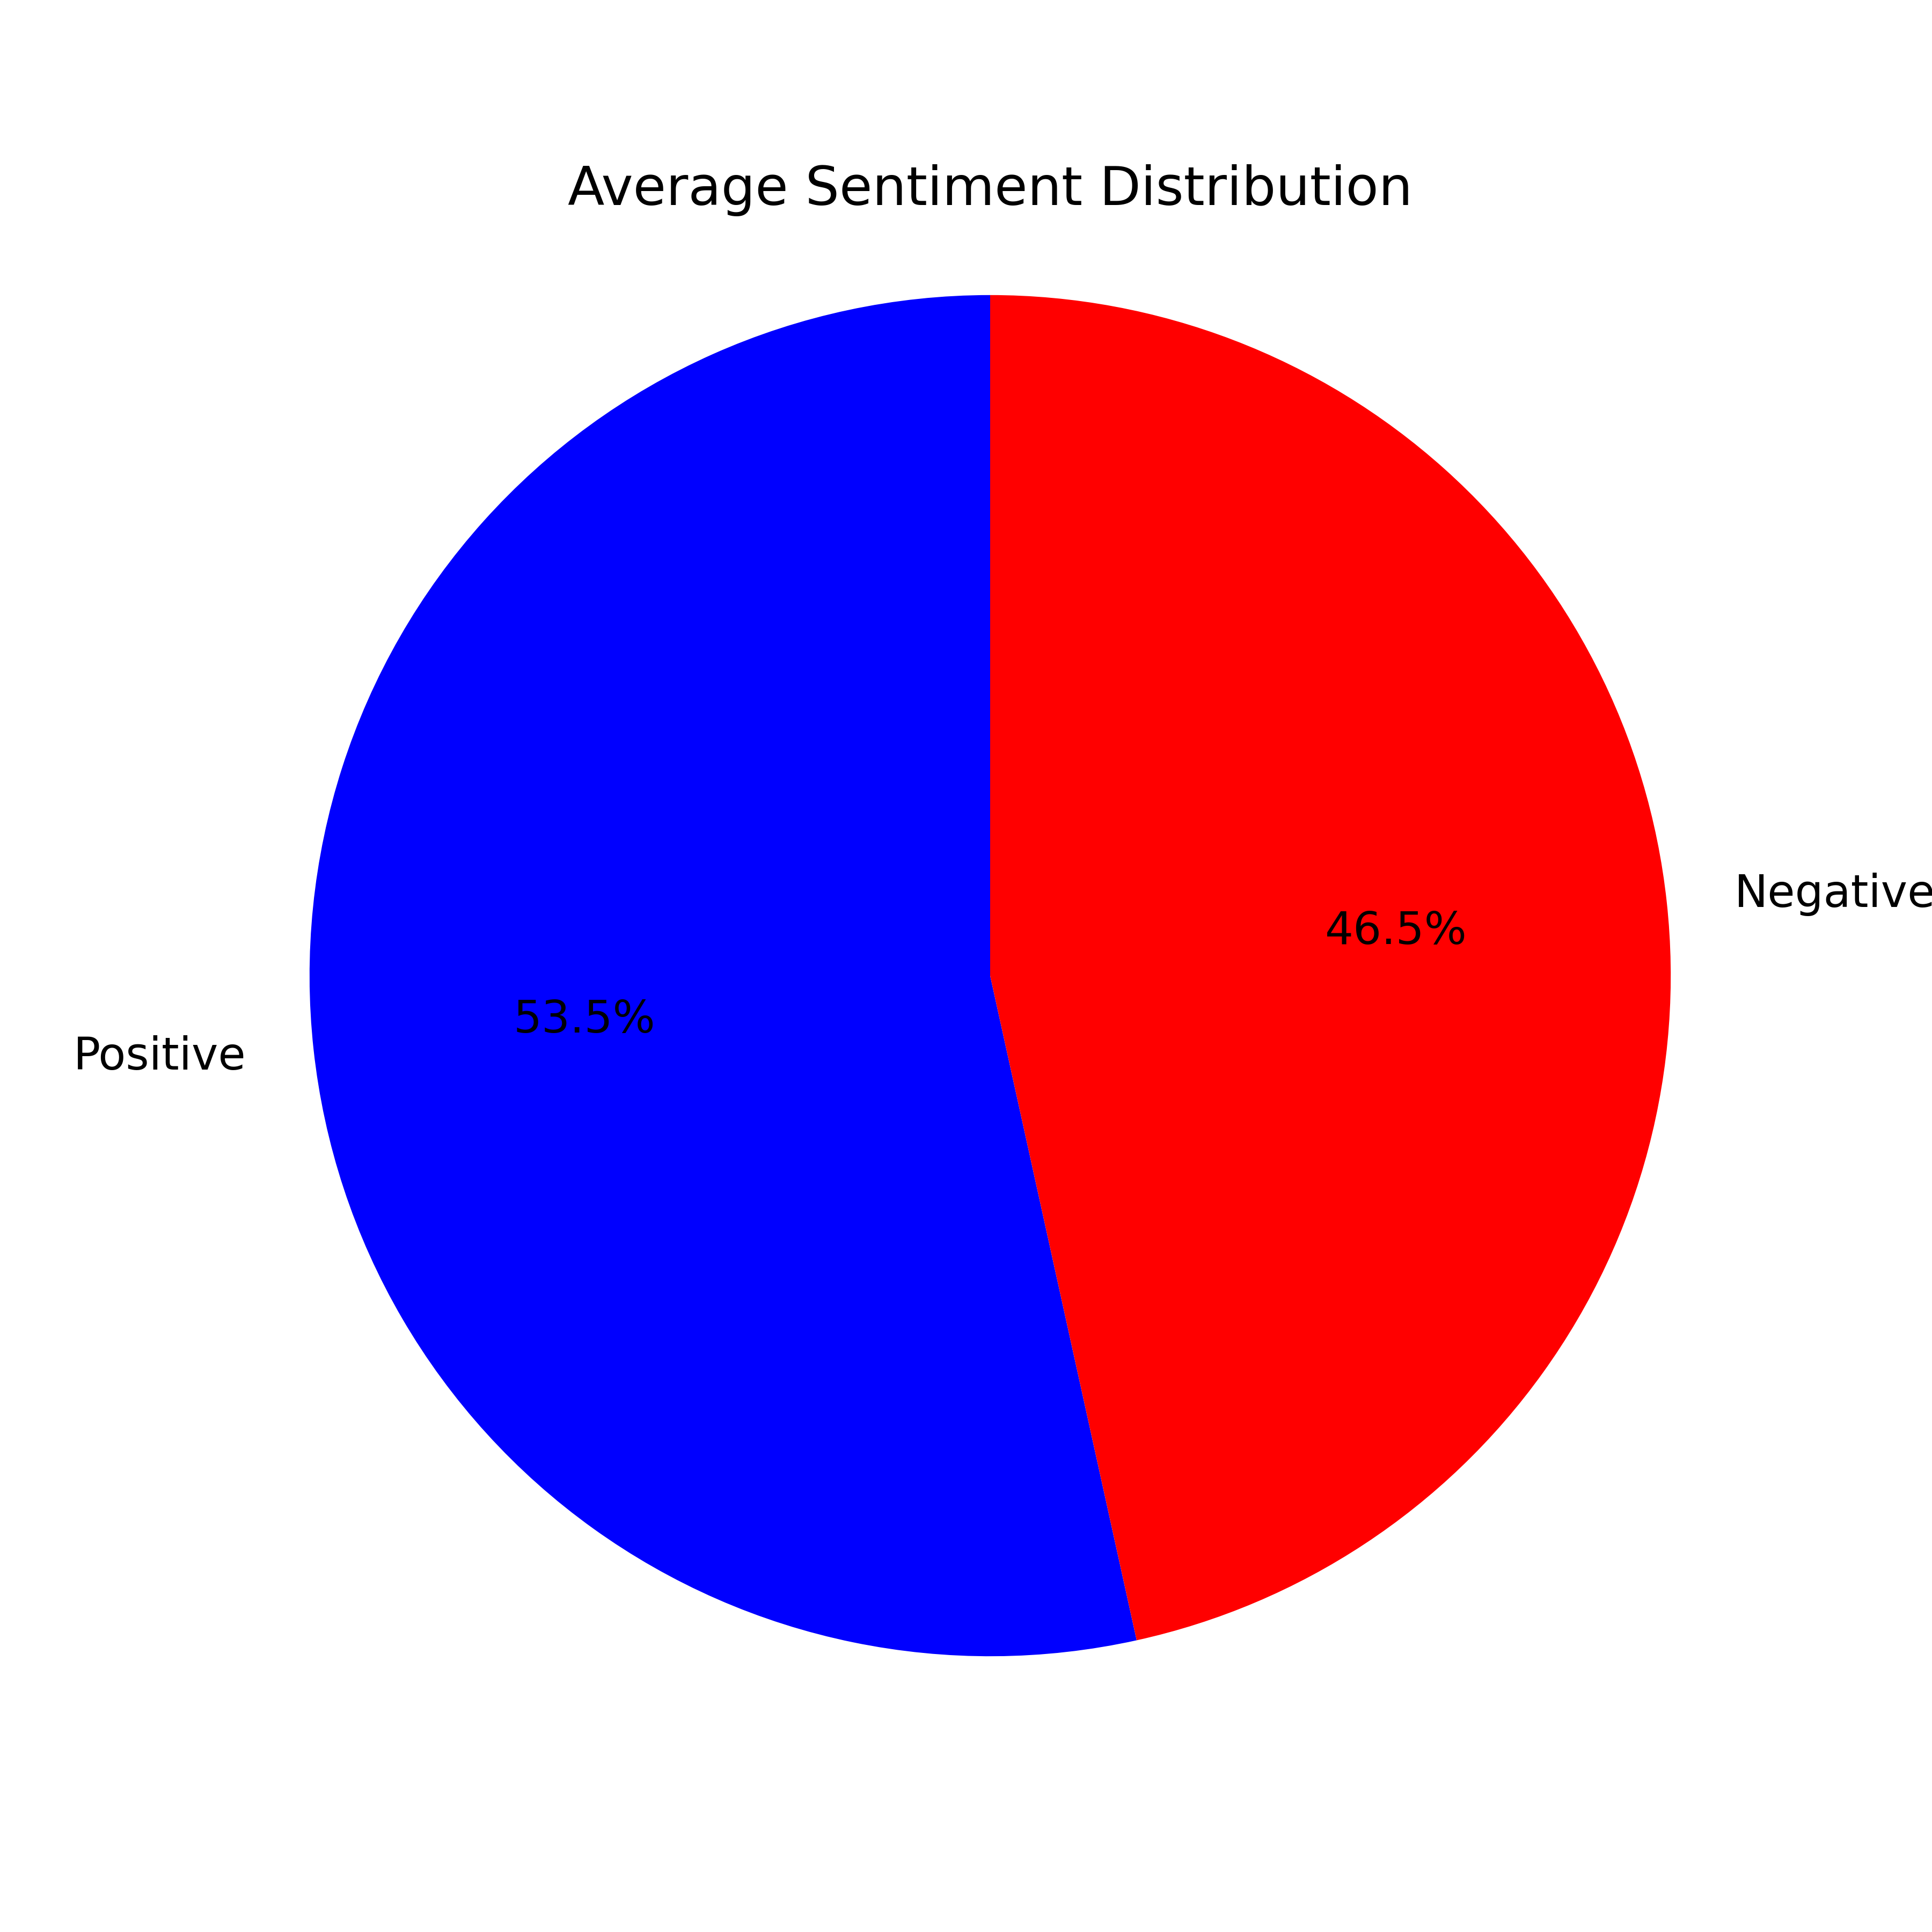 Average Sentiment Distribution
Negative
46.5%
53.5%
Positive